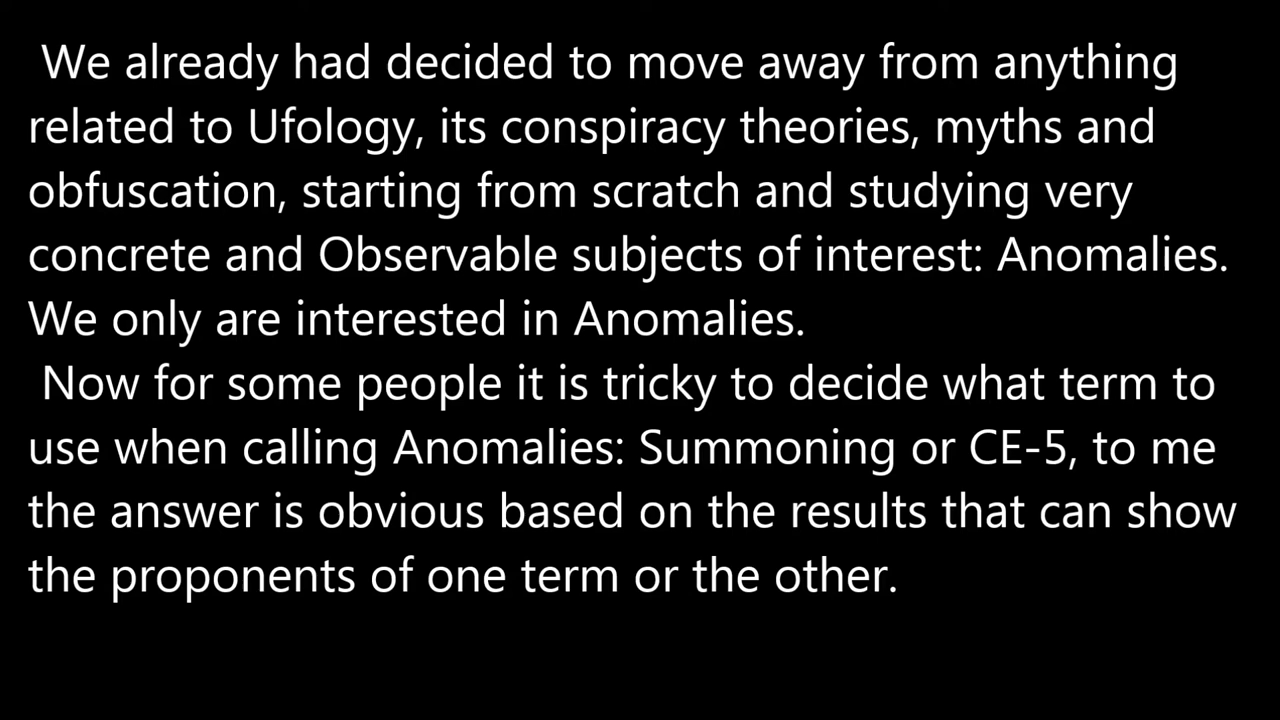 We already had decided to move away from anything
related to Ufology, its conspiracy theories, myths and
obfuscation, starting from scratch and studying very
concrete and Observable subjects of interest: Anomalies.
We only are interested in Anomalies.
Now for some people it is tricky to decide what term to
use when calling Anomalies: Summoning or CE-5, to me
the answer is obvious based on the results that can show
the proponents of one term or the other.